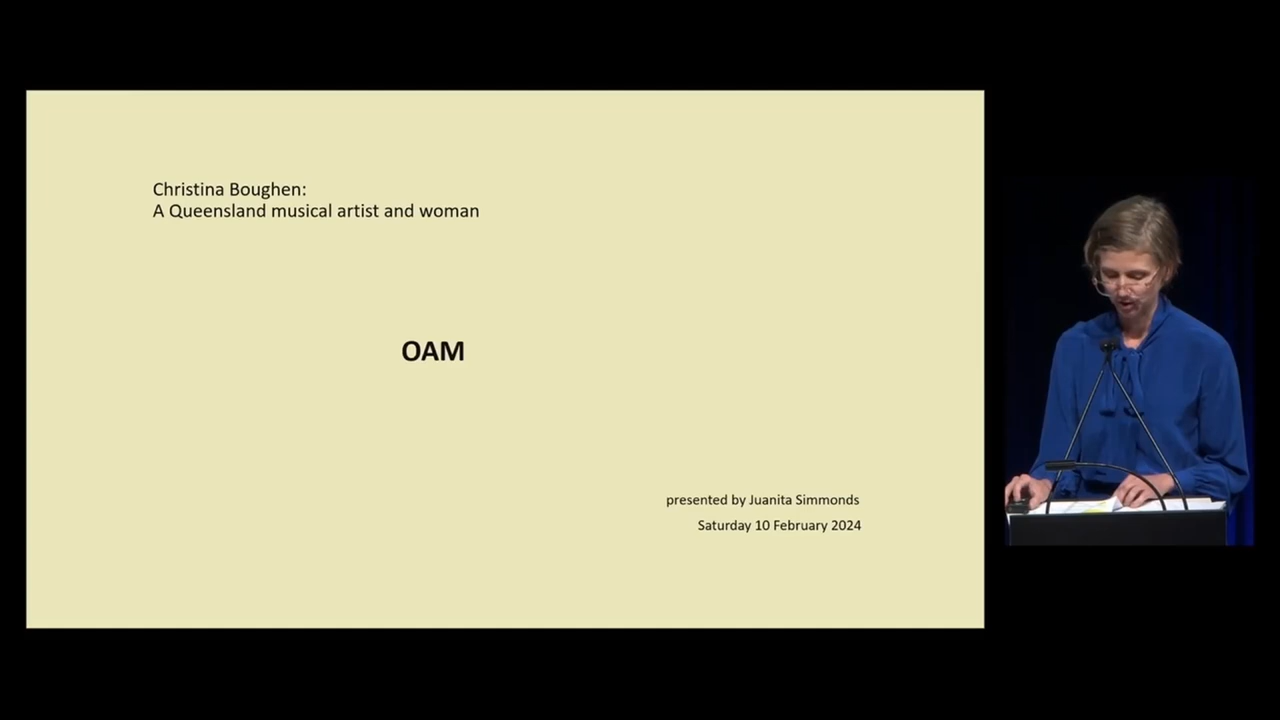 Christina Boughen:
A Queensland musical artist and woman
OAM
presented by Juanita Simmonds
Saturday 10 February 2024